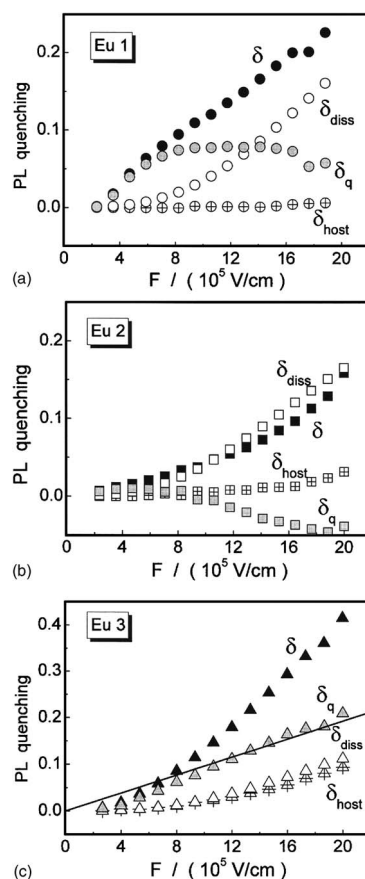 Eu 1
δ
δdiss
δq
δhost
PL quenching
0.2
0.1
0.0
0 4 8 12 16 20
(a)
F / (10⁵ V/cm)
Eu 2
δdiss
δ
δhost
δq
PL quenching
0.2
0.1
0.0
0 4 8 12 16 20
(b)
F / (10⁵ V/cm)
Eu 3
δ
δq
δdiss
δhost
PL quenching
0.4
0.3
0.2
0.1
0.0
0 4 8 12 16 20
(c)
F / (10⁵ V/cm)